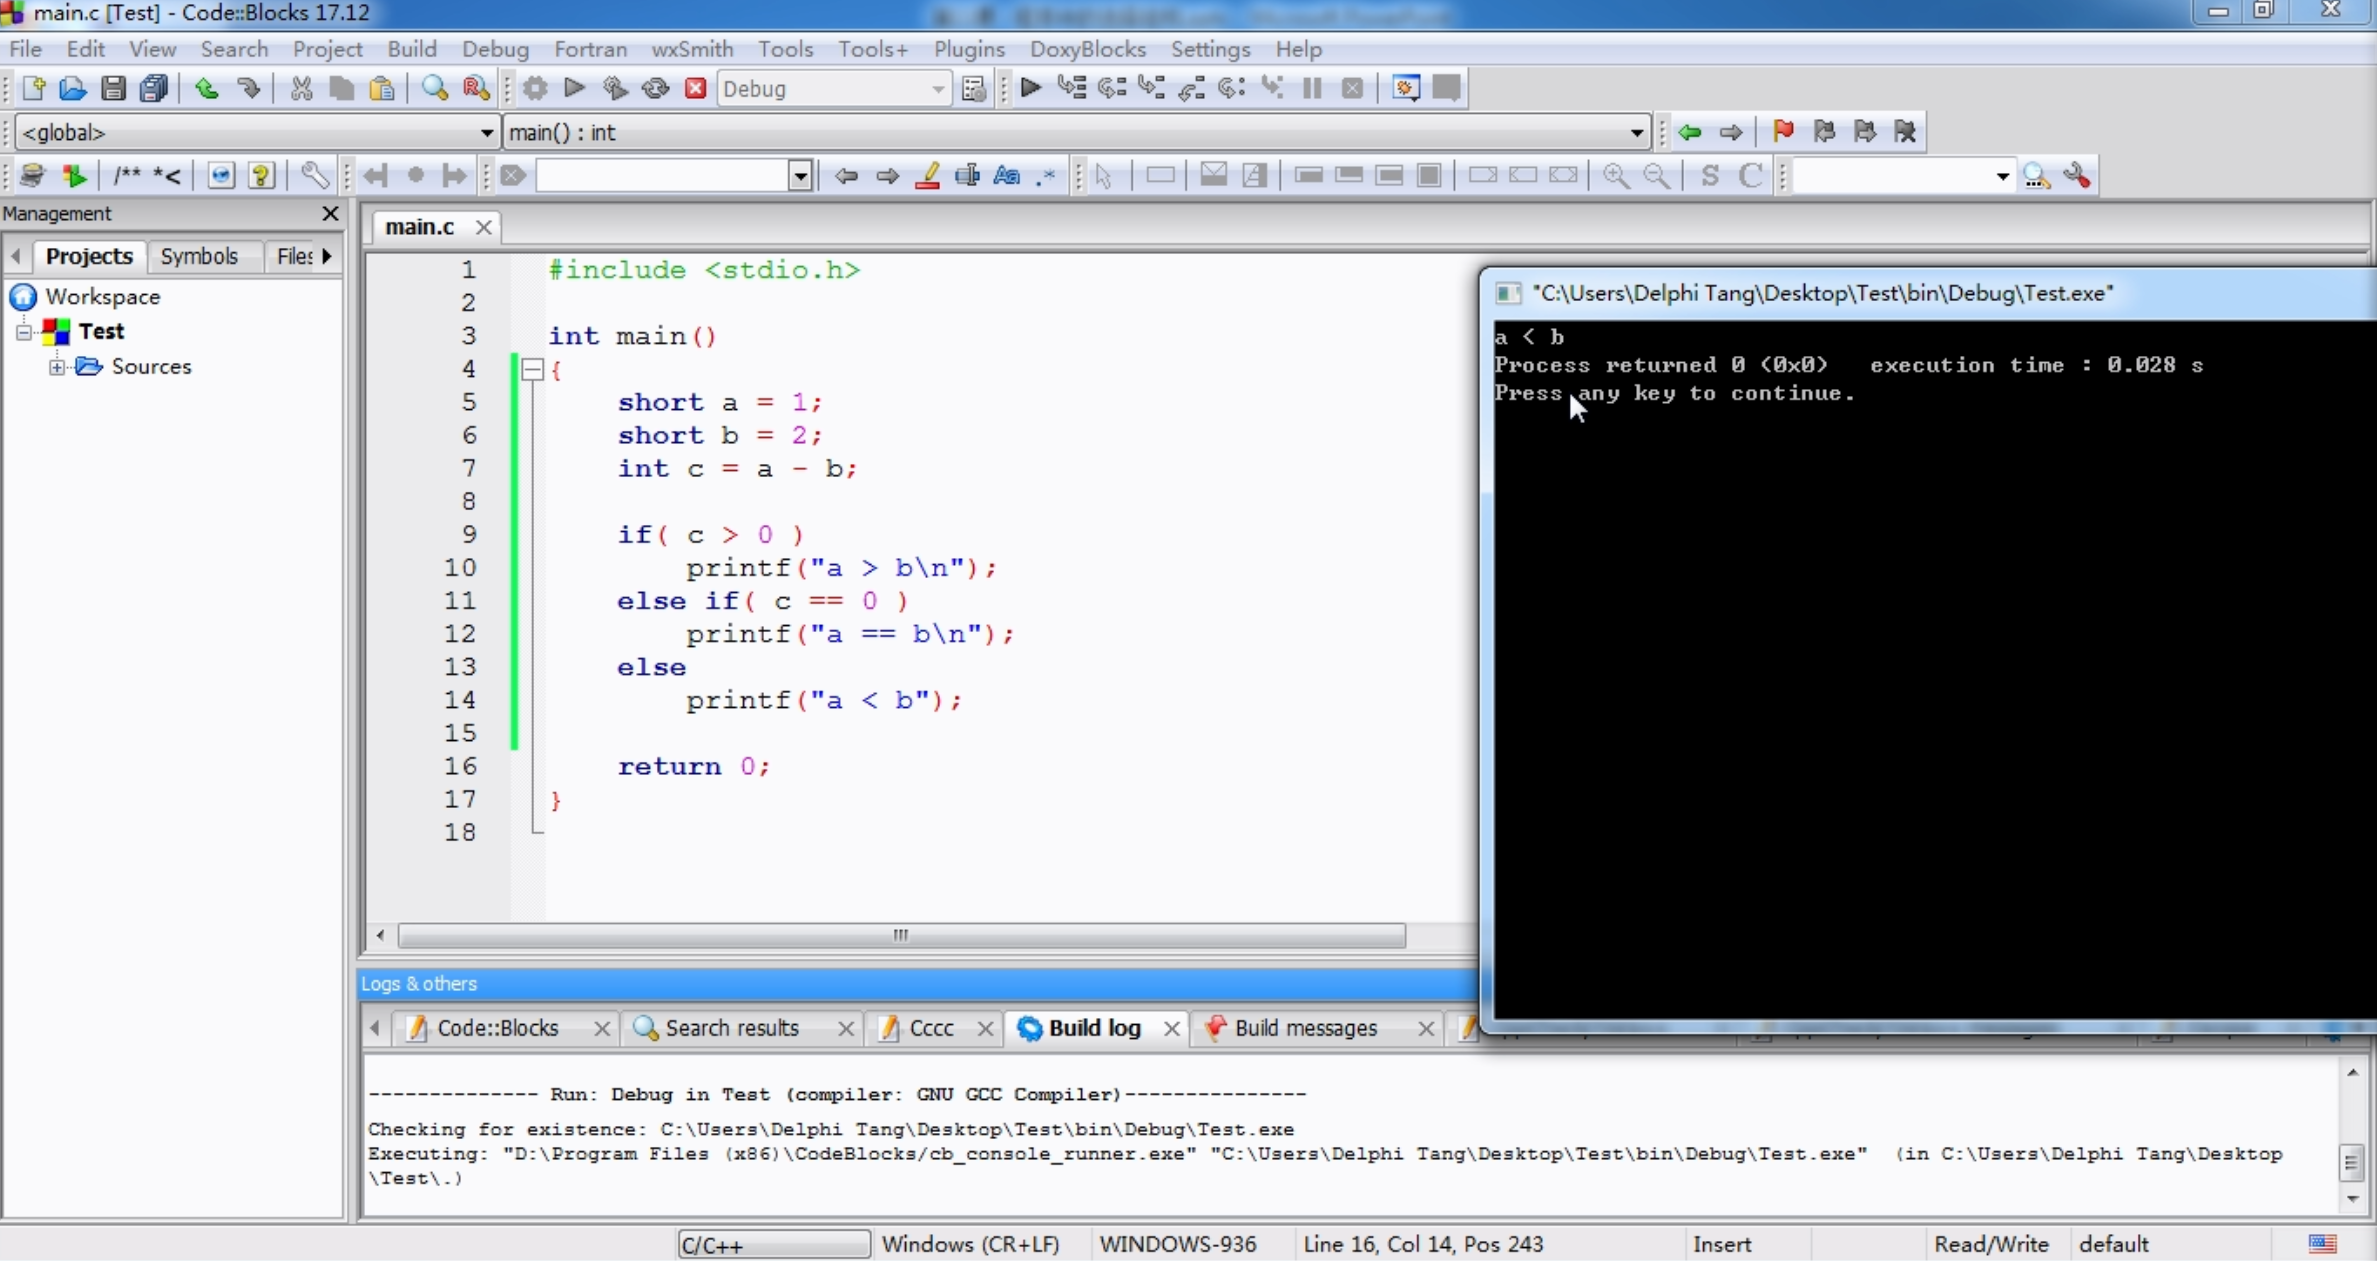 main.c [Test] - Code::Blocks 17.12
File Edit View Search Project Build Debug Fortran wxSmith Tools Tools+ Plugins DoxyBlocks Settings Help
Debug
<global> main() : int
/** *<
S C
Management
main.c
Projects Symbols Files
Workspace
Test
Sources
1 #include <stdio.h>
2
3 int main()
4 {
5 short a = 1;
6 short b = 2;
7 int c = a - b;
8
9 if( c > 0 )
10 printf("a > b\n");
11 else if( c == 0 )
12 printf("a == b\n");
13 else
14 printf("a < b");
15
16 return 0;
17 }
18
"C:\Users\Delphi Tang\Desktop\Test\bin\Debug\Test.exe"
a < b
Process returned 0 (0x0) execution time : 0.028 s
Press any key to continue.
Logs & others
Code::Blocks Search results Cccc Build log Build messages
-------------- Run: Debug in Test (compiler: GNU GCC Compiler)---------------
Checking for existence: C:\Users\Delphi Tang\Desktop\Test\bin\Debug\Test.exe
Executing: "D:\Program Files (x86)\CodeBlocks/cb_console_runner.exe" "C:\Users\Delphi Tang\Desktop\Test\bin\Debug\Test.exe" (in C:\Users\Delphi Tang\Desktop
\Test\.)
C/C++ Windows (CR+LF) WINDOWS-936 Line 16, Col 14, Pos 243 Insert Read/Write default